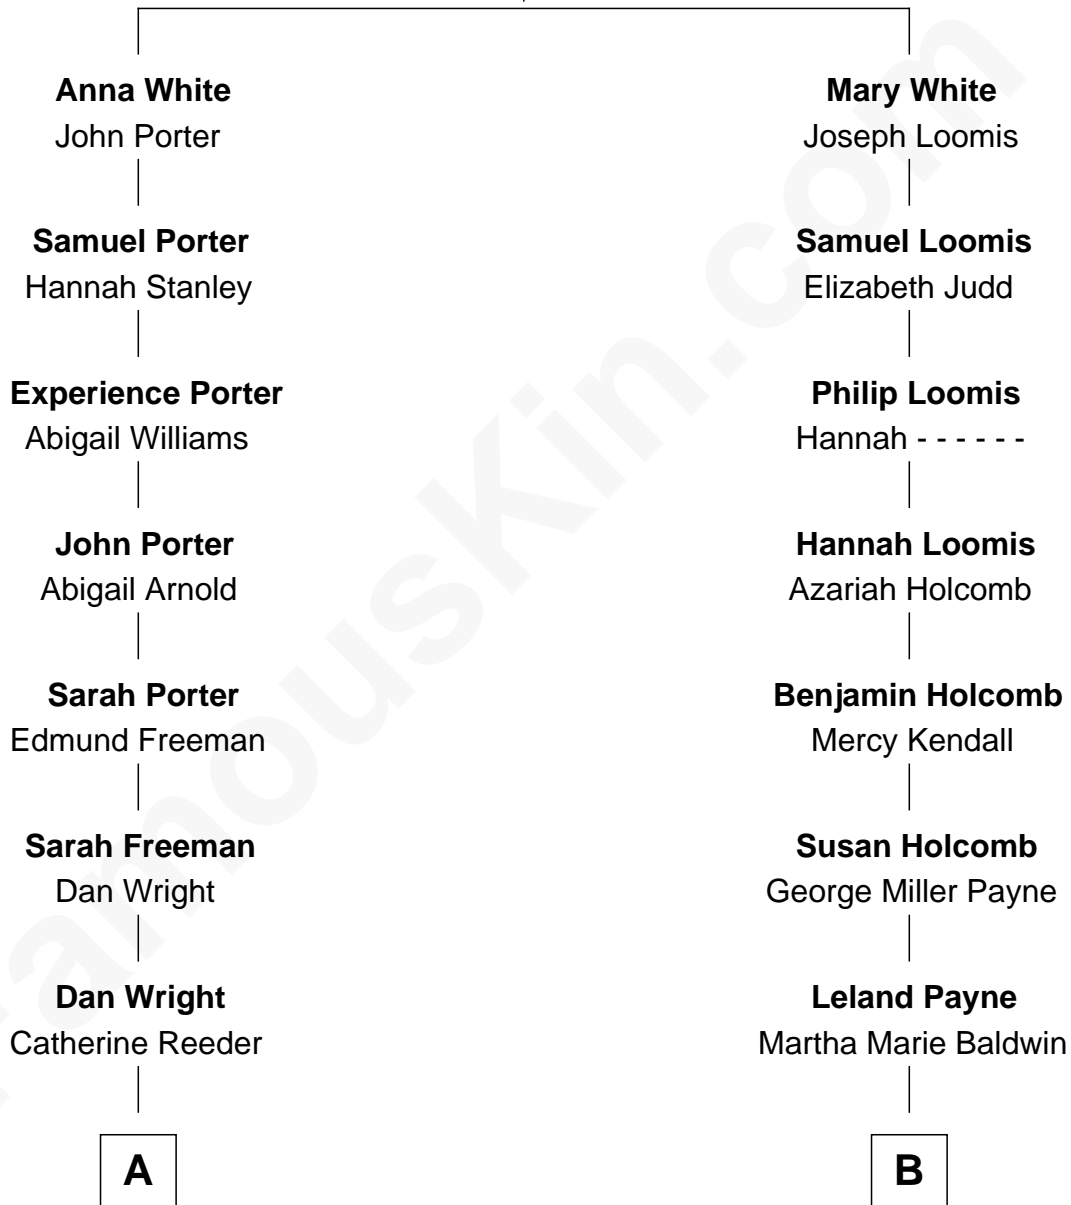 Anna White
John Porter
Samuel Porter
Hannah Stanley
Experience Porter
Abigail Williams
John Porter
Abigail Arnold
Sarah Porter
Edmund Freeman
Sarah Freeman
Dan Wright
Dan Wright
Catherine Reeder
A
Mary White
Joseph Loomis
Samuel Loomis
Elizabeth Judd
Philip Loomis
Hannah - - - - - -
Hannah Loomis
Azariah Holcomb
Benjamin Holcomb
Mercy Kendall
Susan Holcomb
George Miller Payne
Leland Payne
Martha Marie Baldwin
B
FamousKin.com